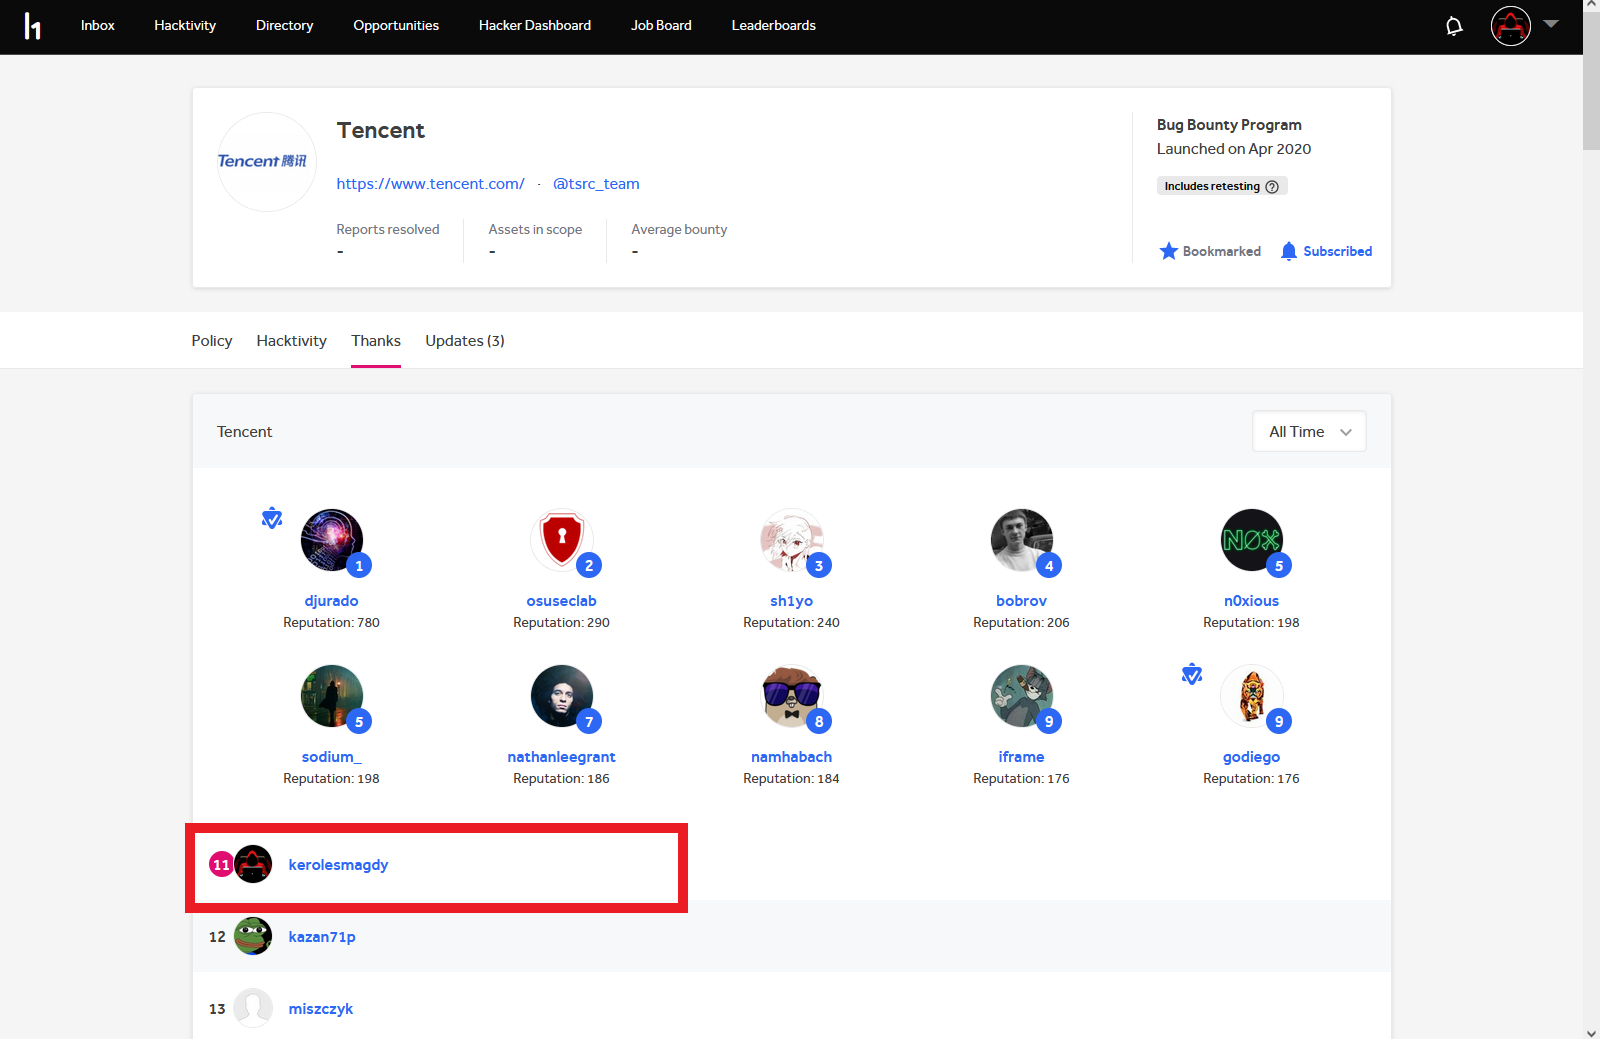 Inbox Hacktivity Directory Opportunities Hacker Dashboard Job Board Leaderboards
Tencent
Tencent 腾讯
https://www.tencent.com/ · @tsrc_team
Reports resolved Assets in scope Average bounty
- - -
Bug Bounty Program
Launched on Apr 2020
Includes retesting ?
Bookmarked Subscribed
Policy Hacktivity Thanks Updates (3)
Tencent All Time
1 2 3 4 5
djurado osuseclab sh1yo bobrov n0xious
Reputation: 780 Reputation: 290 Reputation: 240 Reputation: 206 Reputation: 198
NØX
5 7 8 9 9
sodium_ nathanleegrant namhabach iframe godiego
Reputation: 198 Reputation: 186 Reputation: 184 Reputation: 176 Reputation: 176
11 kerolesmagdy
12 kazan71p
13 miszczyk